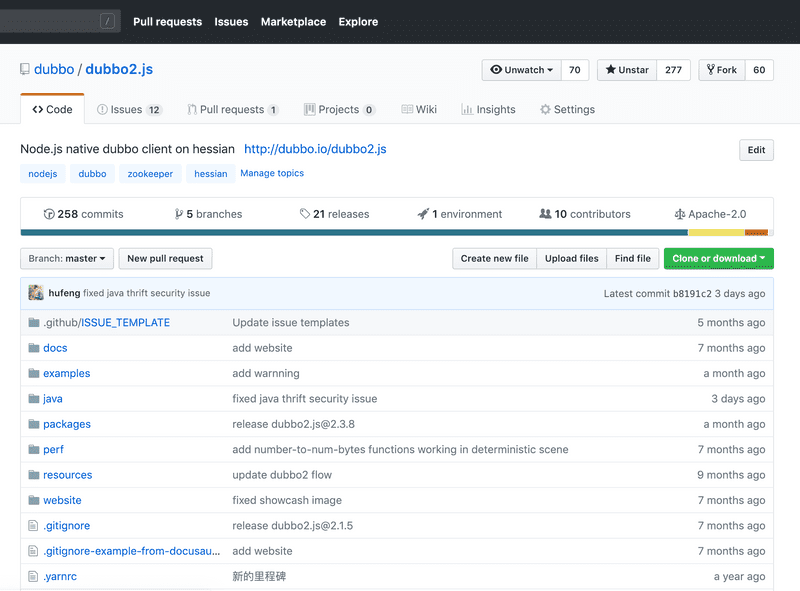 / Pull requests Issues Marketplace Explore
dubbo / dubbo2.js Unwatch 70 Unstar 277 Fork 60
Code Issues 12 Pull requests 1 Projects 0 Wiki Insights Settings
Node.js native dubbo client on hessian http://dubbo.io/dubbo2.js Edit
nodejs dubbo zookeeper hessian Manage topics
258 commits 5 branches 21 releases 1 environment 10 contributors Apache-2.0
Branch: master New pull request Create new file Upload files Find file Clone or download
hufeng fixed java thrift security issue Latest commit b8191c2 3 days ago
.github/ISSUE_TEMPLATE Update issue templates 5 months ago
docs add website 7 months ago
examples add warnning a month ago
java fixed java thrift security issue 3 days ago
packages release dubbo2.js@2.3.8 a month ago
perf add number-to-num-bytes functions working in deterministic scene 7 months ago
resources update dubbo2 flow 9 months ago
website fixed showcash image 7 months ago
.gitignore release dubbo2.js@2.1.5 7 months ago
.gitignore-example-from-docusau... add website 7 months ago
.yarnrc 新的里程碑 a year ago